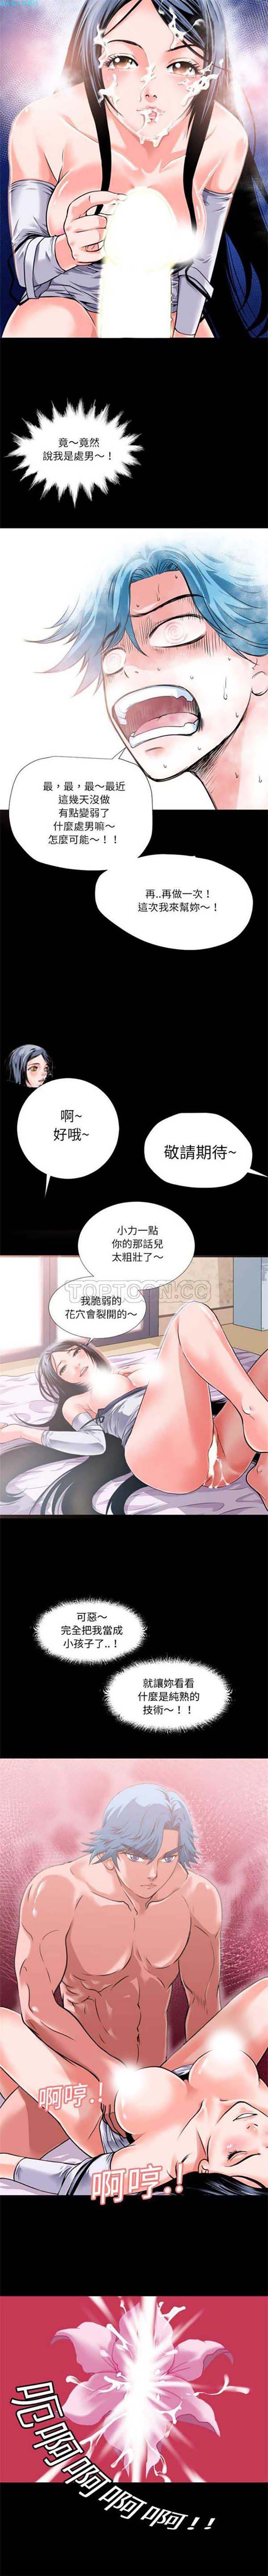 竟～竟然
說我是處男～！
最，最，最～最近
這幾天沒做
有點變弱了
什麼處男嘛～
怎麼可能～！！
再..再做一次！
這次我來幫妳～！
啊~
好哦~
敬請期待~
小力一點
你的那話兒
太粗壯了～
我脆弱的
花穴會裂開的～
TOPTOON.CC
可惡～
完全把我當成
小孩子了..！
就讓妳看看
什麼是純熟的
技術～！！
啊哼.!
啊哼.!
呃啊啊啊啊!!